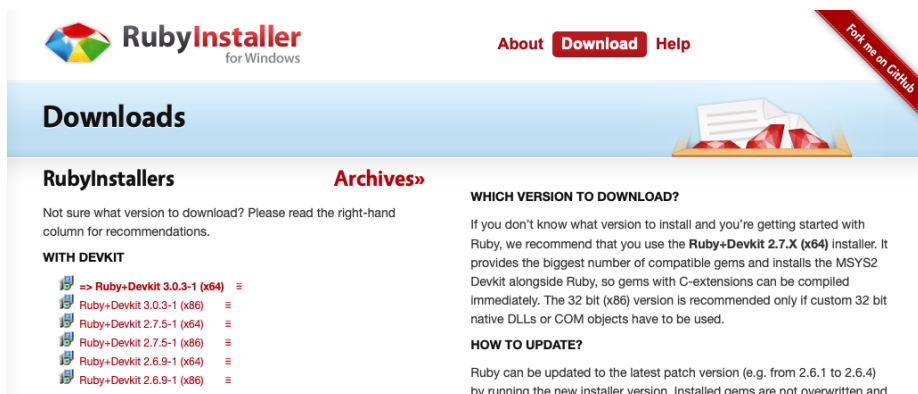 RubyInstaller
for Windows
About Download Help
Fork me on GitHub
Downloads
RubyInstallers Archives»
Not sure what version to download? Please read the right-hand
column for recommendations.
WITH DEVKIT
=> Ruby+Devkit 3.0.3-1 (x64) ≡
Ruby+Devkit 3.0.3-1 (x86) ≡
Ruby+Devkit 2.7.5-1 (x64) ≡
Ruby+Devkit 2.7.5-1 (x86) ≡
Ruby+Devkit 2.6.9-1 (x64) ≡
Ruby+Devkit 2.6.9-1 (x86) ≡
WHICH VERSION TO DOWNLOAD?
If you don't know what version to install and you're getting started with
Ruby, we recommend that you use the Ruby+Devkit 2.7.X (x64) installer. It
provides the biggest number of compatible gems and installs the MSYS2
Devkit alongside Ruby, so gems with C-extensions can be compiled
immediately. The 32 bit (x86) version is recommended only if custom 32 bit
native DLLs or COM objects have to be used.
HOW TO UPDATE?
Ruby can be updated to the latest patch version (e.g. from 2.6.1 to 2.6.4)
by running the new installer version. Installed gems are not overwritten and